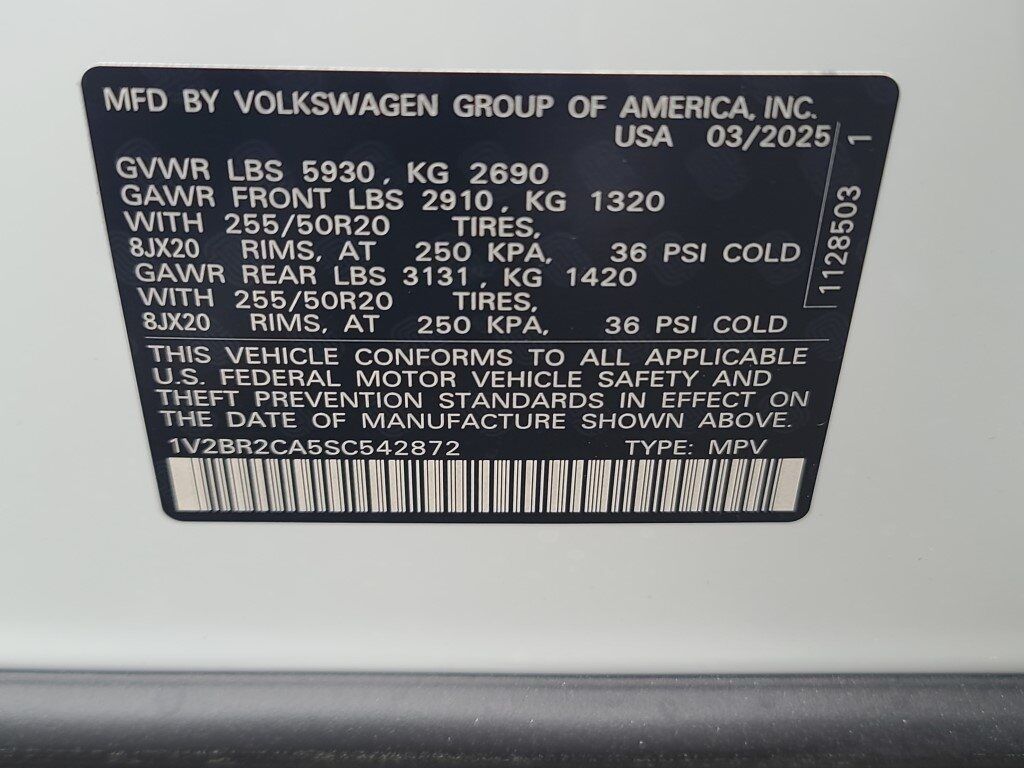 MFD BY VOLKSWAGEN GROUP OF AMERICA, INC.
USA 03/2025
GVWR LBS 5930, KG 2690
GAWR FRONT LBS 2910, KG 1320
WITH 255/50R20 TIRES,
8JX20 RIMS, AT 250 KPA, 36 PSI COLD
GAWR REAR LBS 3131, KG 1420
WITH 255/50R20 TIRES,
8JX20 RIMS, AT 250 KPA, 36 PSI COLD
THIS VEHICLE CONFORMS TO ALL APPLICABLE
U.S. FEDERAL MOTOR VEHICLE SAFETY AND
THEFT PREVENTION STANDARDS IN EFFECT ON
THE DATE OF MANUFACTURE SHOWN ABOVE.
1V2BR2CA5SC542872 TYPE: MPV
1128503 1